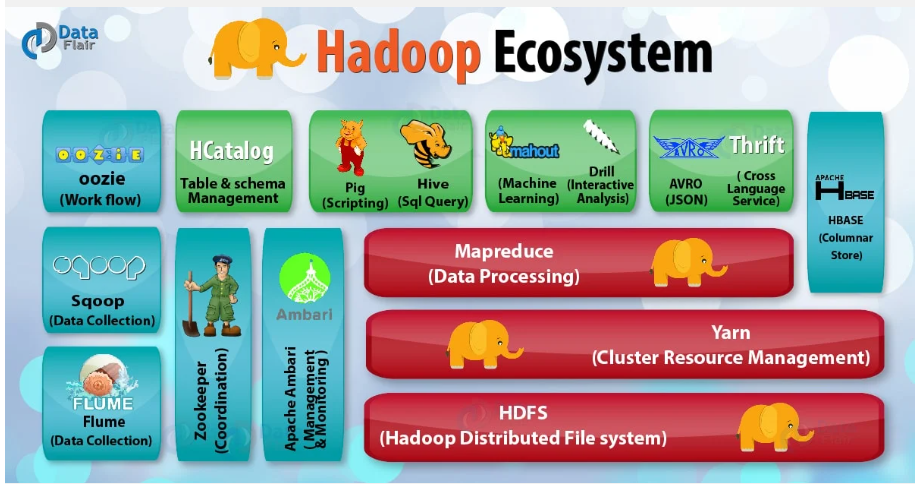 Data
Flair
Hadoop Ecosystem
OOZIE
oozie
(Work flow)
HCatalog
Table & schema
Management
Pig
(Scripting)
Hive
(Sql Query)
mahout
(Machine
Learning)
Drill
(Interactive
Analysis)
AVRO
AVRO
(JSON)
Thrift
( Cross
Language
Service)
APACHE
HBASE
HBASE
(Columnar
Store)
sqoop
Sqoop
(Data Collection)
FLUME
Flume
(Data Collection)
Zookeeper
(Coordination)
Ambari
Apache Ambari
( Management
& Monitoring )
Mapreduce
(Data Processing)
Yarn
(Cluster Resource Management)
HDFS
(Hadoop Distributed File system)